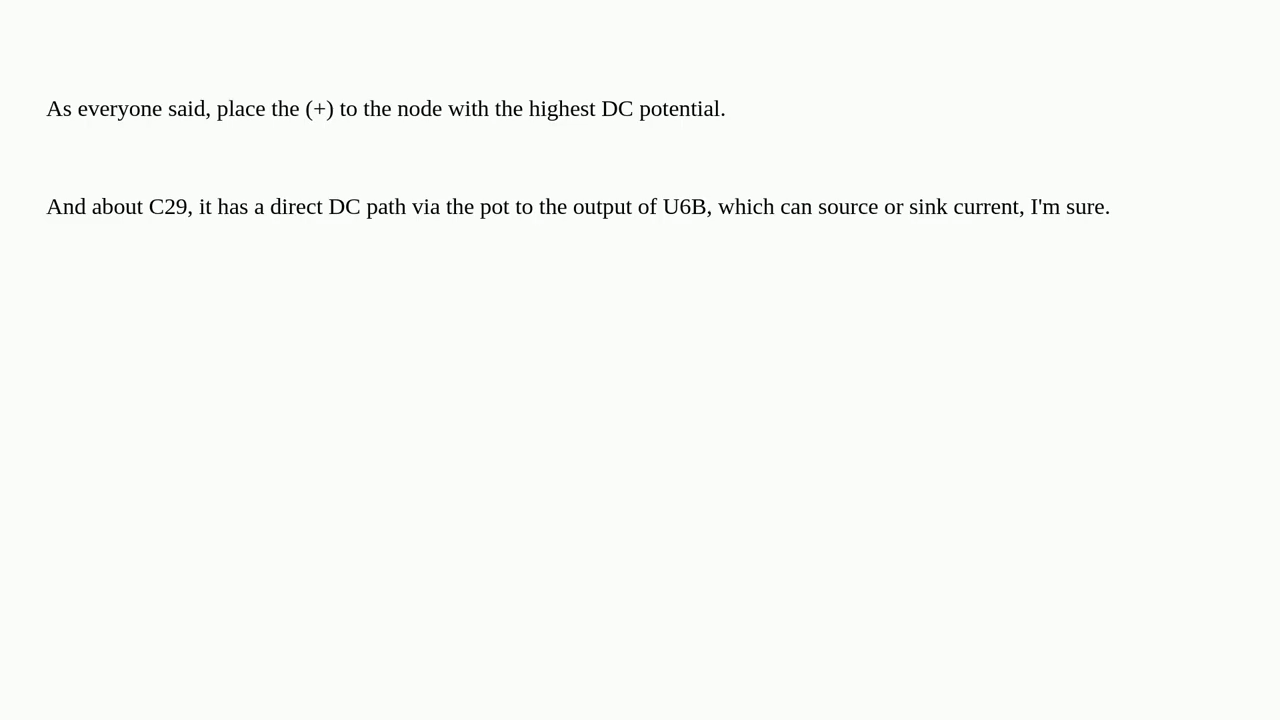 As everyone said, place the (+) to the node with the highest DC potential.
And about C29, it has a direct DC path via the pot to the output of U6B, which can source or sink current, I'm sure.